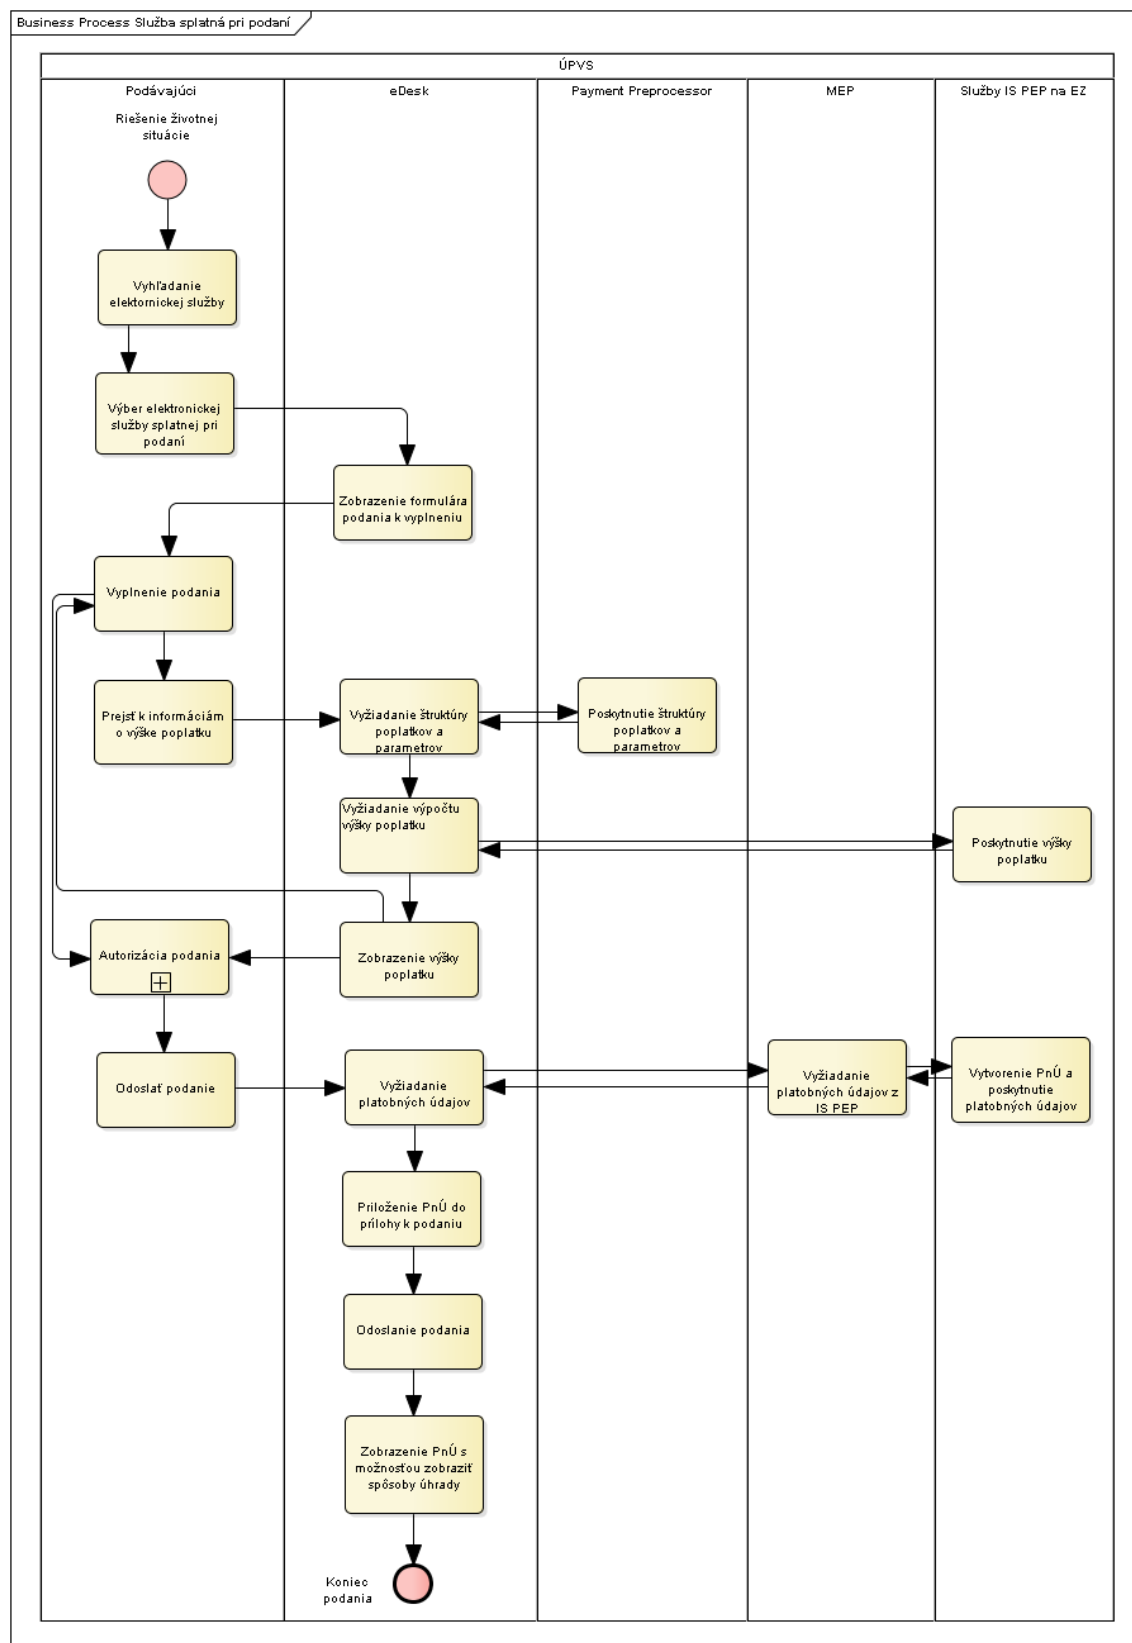 Business Process Služba splatná pri podaní
ÚPVS
Podávajúci
eDesk
Payment Preprocessor
MEP
Služby IS PEP na EZ
Riešenie životnej
situácie
Vyhľadanie
elektornickej služby
Výber elektronickej
služby splatnej pri
podaní
Zobrazenie formulára
podania k vyplneniu
Vyplnenie podania
Prejsť k informáciám
o výške poplatku
Vyžiadanie štruktúry
poplatkov a
parametrov
Poskytnutie štruktúry
poplatkov a
parametrov
Vyžiadanie výpočtu
výšky poplatku
Poskytnutie výšky
poplatku
Autorizácia podania
Zobrazenie výšky
poplatku
Odoslať podanie
Vyžiadanie
platobných údajov
Vyžiadanie
platobných údajov z
IS PEP
Vytvorenie PnÚ a
poskytnutie
platobných údajov
Priloženie PnÚ do
prílohy k podaniu
Odoslanie podania
Zobrazenie PnÚ s
možnosťou zobraziť
spôsoby úhrady
Koniec
podania